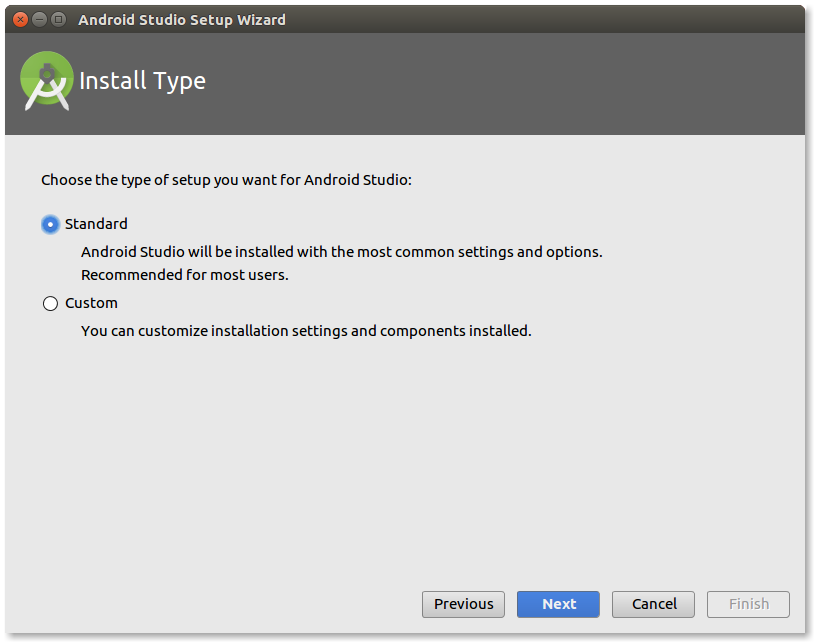 Android Studio Setup Wizard
Install Type
Choose the type of setup you want for Android Studio:
Standard
Android Studio will be installed with the most common settings and options.
Recommended for most users.
Custom
You can customize installation settings and components installed.
Previous Next Cancel Finish